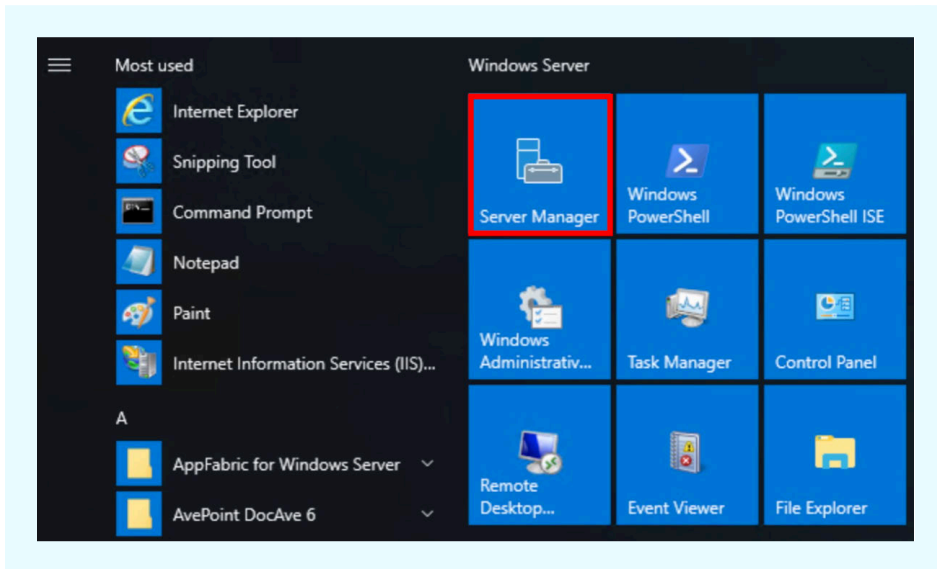 Most used
Internet Explorer
Snipping Tool
Command Prompt
Notepad
Paint
Internet Information Services (IIS)...
A
AppFabric for Windows Server
AvePoint DocAve 6
Windows Server
Server Manager
Windows
PowerShell
Windows
PowerShell ISE
Windows
Administrativ...
Task Manager
Control Panel
Remote
Desktop...
Event Viewer
File Explorer